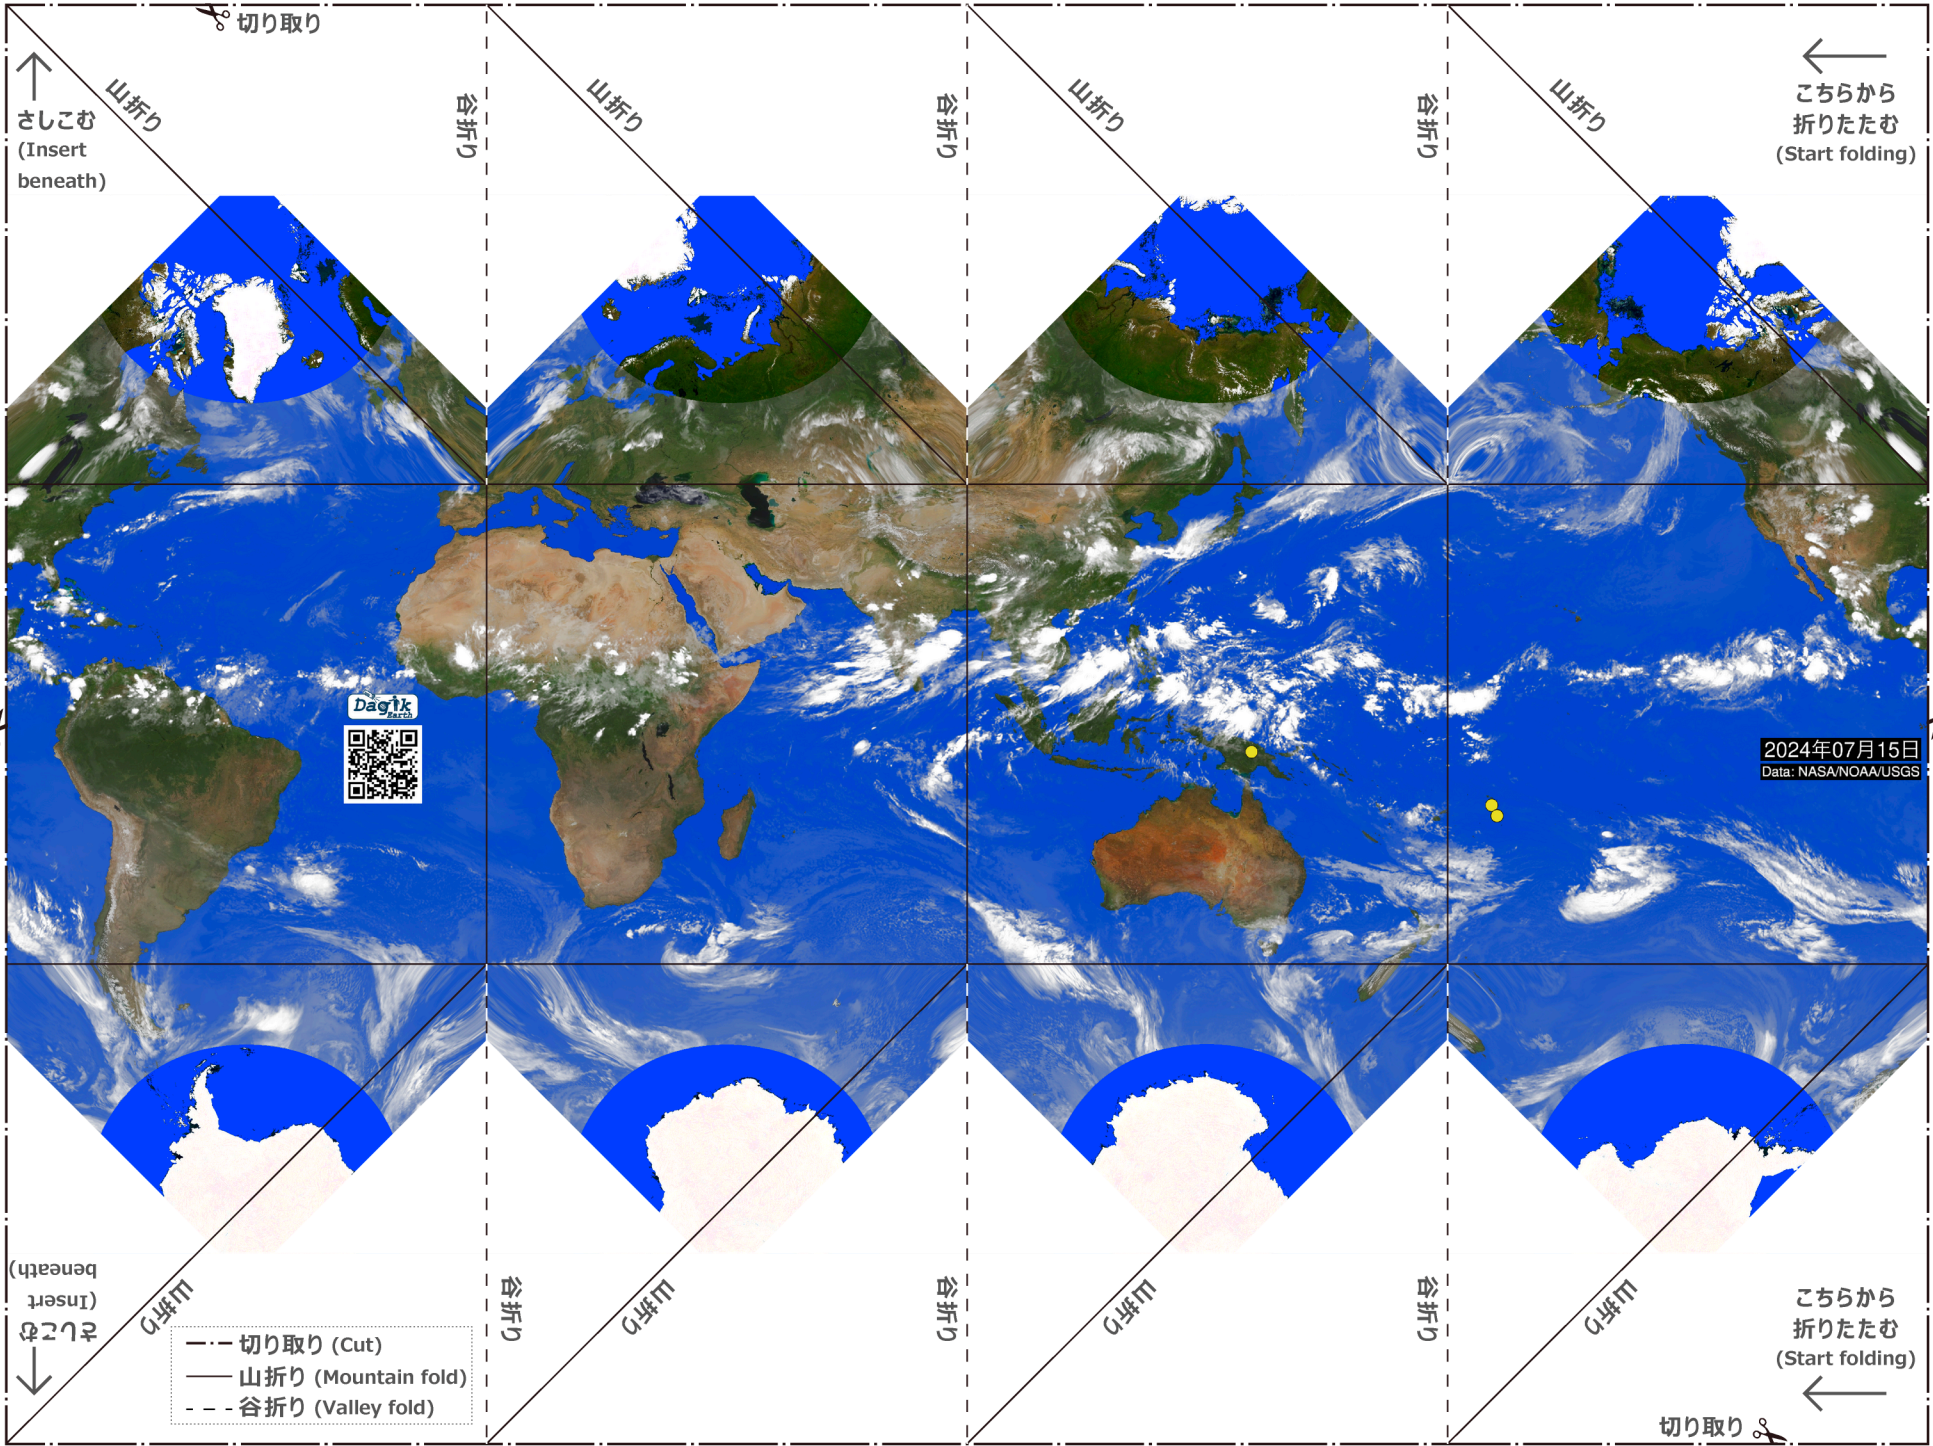 切り取り
さしこむ
(Insert
beneath)
山折り
谷折り
山折り
谷折り
山折り
谷折り
山折り
こちらから
折りたたむ
(Start folding)
Dagik
Earth
2024年07月15日
Data: NASA/NOAA/USGS
さしこむ
(Insert
beneath)
山折り
谷折り
山折り
谷折り
山折り
谷折り
山折り
こちらから
折りたたむ
(Start folding)
切り取り (Cut)
山折り (Mountain fold)
谷折り (Valley fold)
切り取り